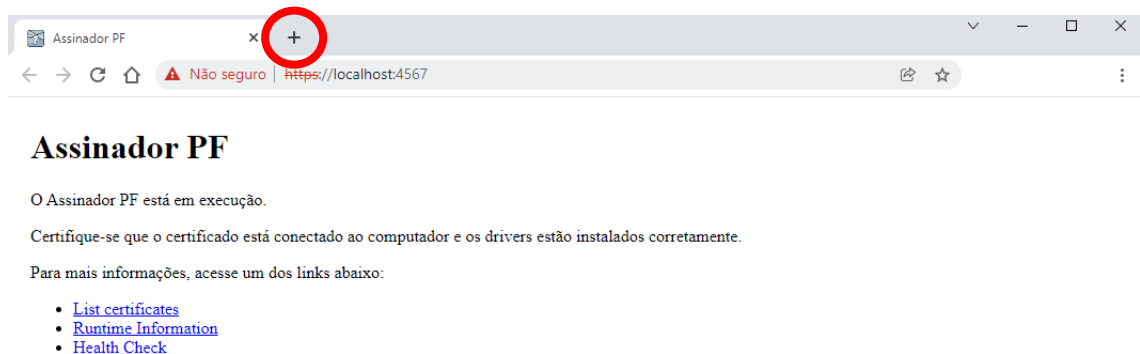 Assinador PF
Não seguro | https://localhost:4567
Assinador PF
O Assinador PF está em execução.
Certifique-se que o certificado está conectado ao computador e os drivers estão instalados corretamente.
Para mais informações, acesse um dos links abaixo:
List certificates
Runtime Information
Health Check